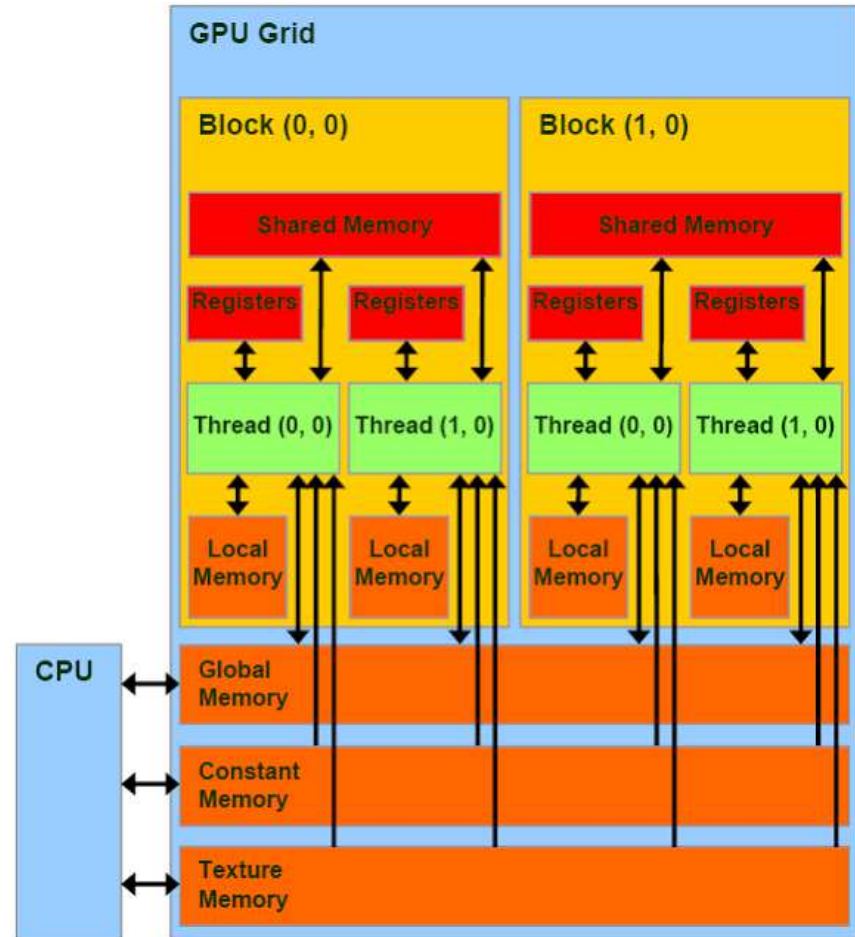 GPU Grid
Block (0, 0)
Block (1, 0)
Shared Memory
Shared Memory
Registers
Registers
Registers
Registers
Thread (0, 0)
Thread (1, 0)
Thread (0, 0)
Thread (1, 0)
Local
Memory
Local
Memory
Local
Memory
Local
Memory
CPU
Global
Memory
Constant
Memory
Texture
Memory